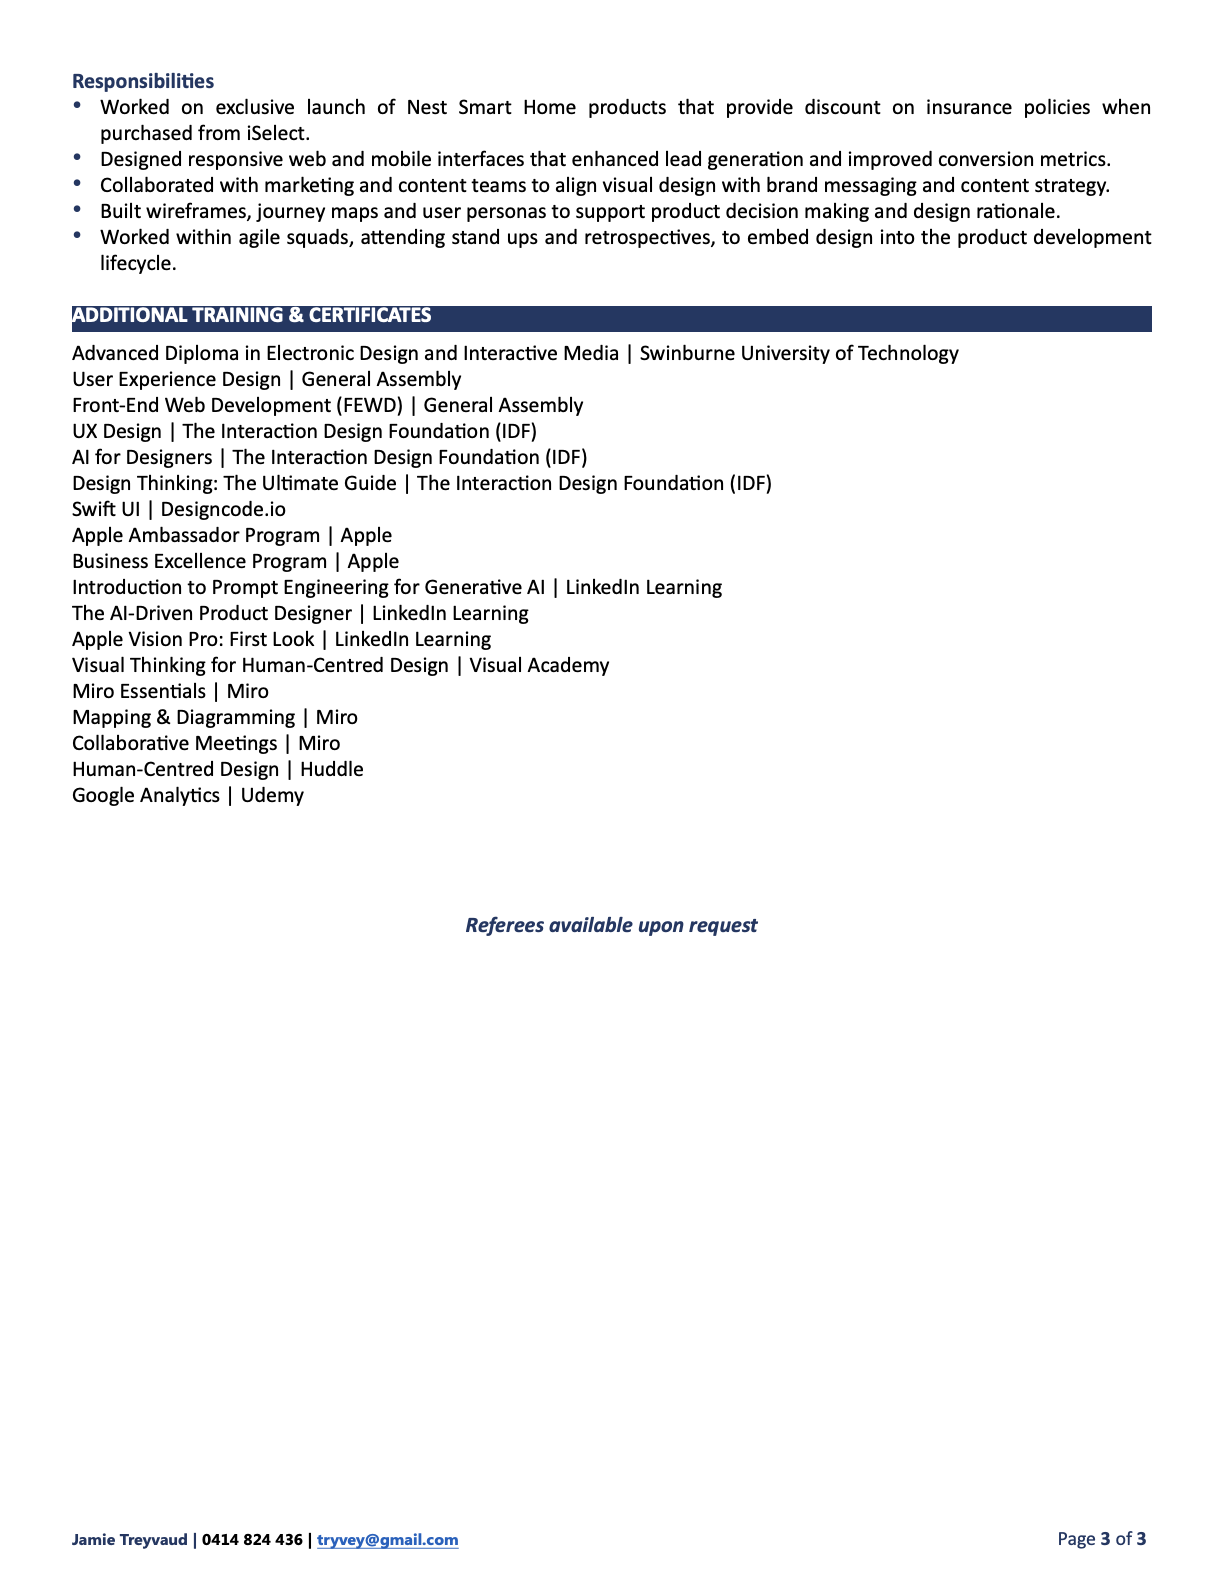 Responsibilities
• Worked on exclusive launch of Nest Smart Home products that provide discount on insurance policies when
purchased from iSelect.
• Designed responsive web and mobile interfaces that enhanced lead generation and improved conversion metrics.
• Collaborated with marketing and content teams to align visual design with brand messaging and content strategy.
• Built wireframes, journey maps and user personas to support product decision making and design rationale.
• Worked within agile squads, attending stand ups and retrospectives, to embed design into the product development
lifecycle.
ADDITIONAL TRAINING & CERTIFICATES
Advanced Diploma in Electronic Design and Interactive Media | Swinburne University of Technology
User Experience Design | General Assembly
Front-End Web Development (FEWD) | General Assembly
UX Design | The Interaction Design Foundation (IDF)
AI for Designers | The Interaction Design Foundation (IDF)
Design Thinking: The Ultimate Guide | The Interaction Design Foundation (IDF)
Swift UI | Designcode.io
Apple Ambassador Program | Apple
Business Excellence Program | Apple
Introduction to Prompt Engineering for Generative AI | LinkedIn Learning
The AI-Driven Product Designer | LinkedIn Learning
Apple Vision Pro: First Look | LinkedIn Learning
Visual Thinking for Human-Centred Design | Visual Academy
Miro Essentials | Miro
Mapping & Diagramming | Miro
Collaborative Meetings | Miro
Human-Centred Design | Huddle
Google Analytics | Udemy
Referees available upon request
Jamie Treyvaud | 0414 824 436 | tryvey@gmail.com
Page 3 of 3